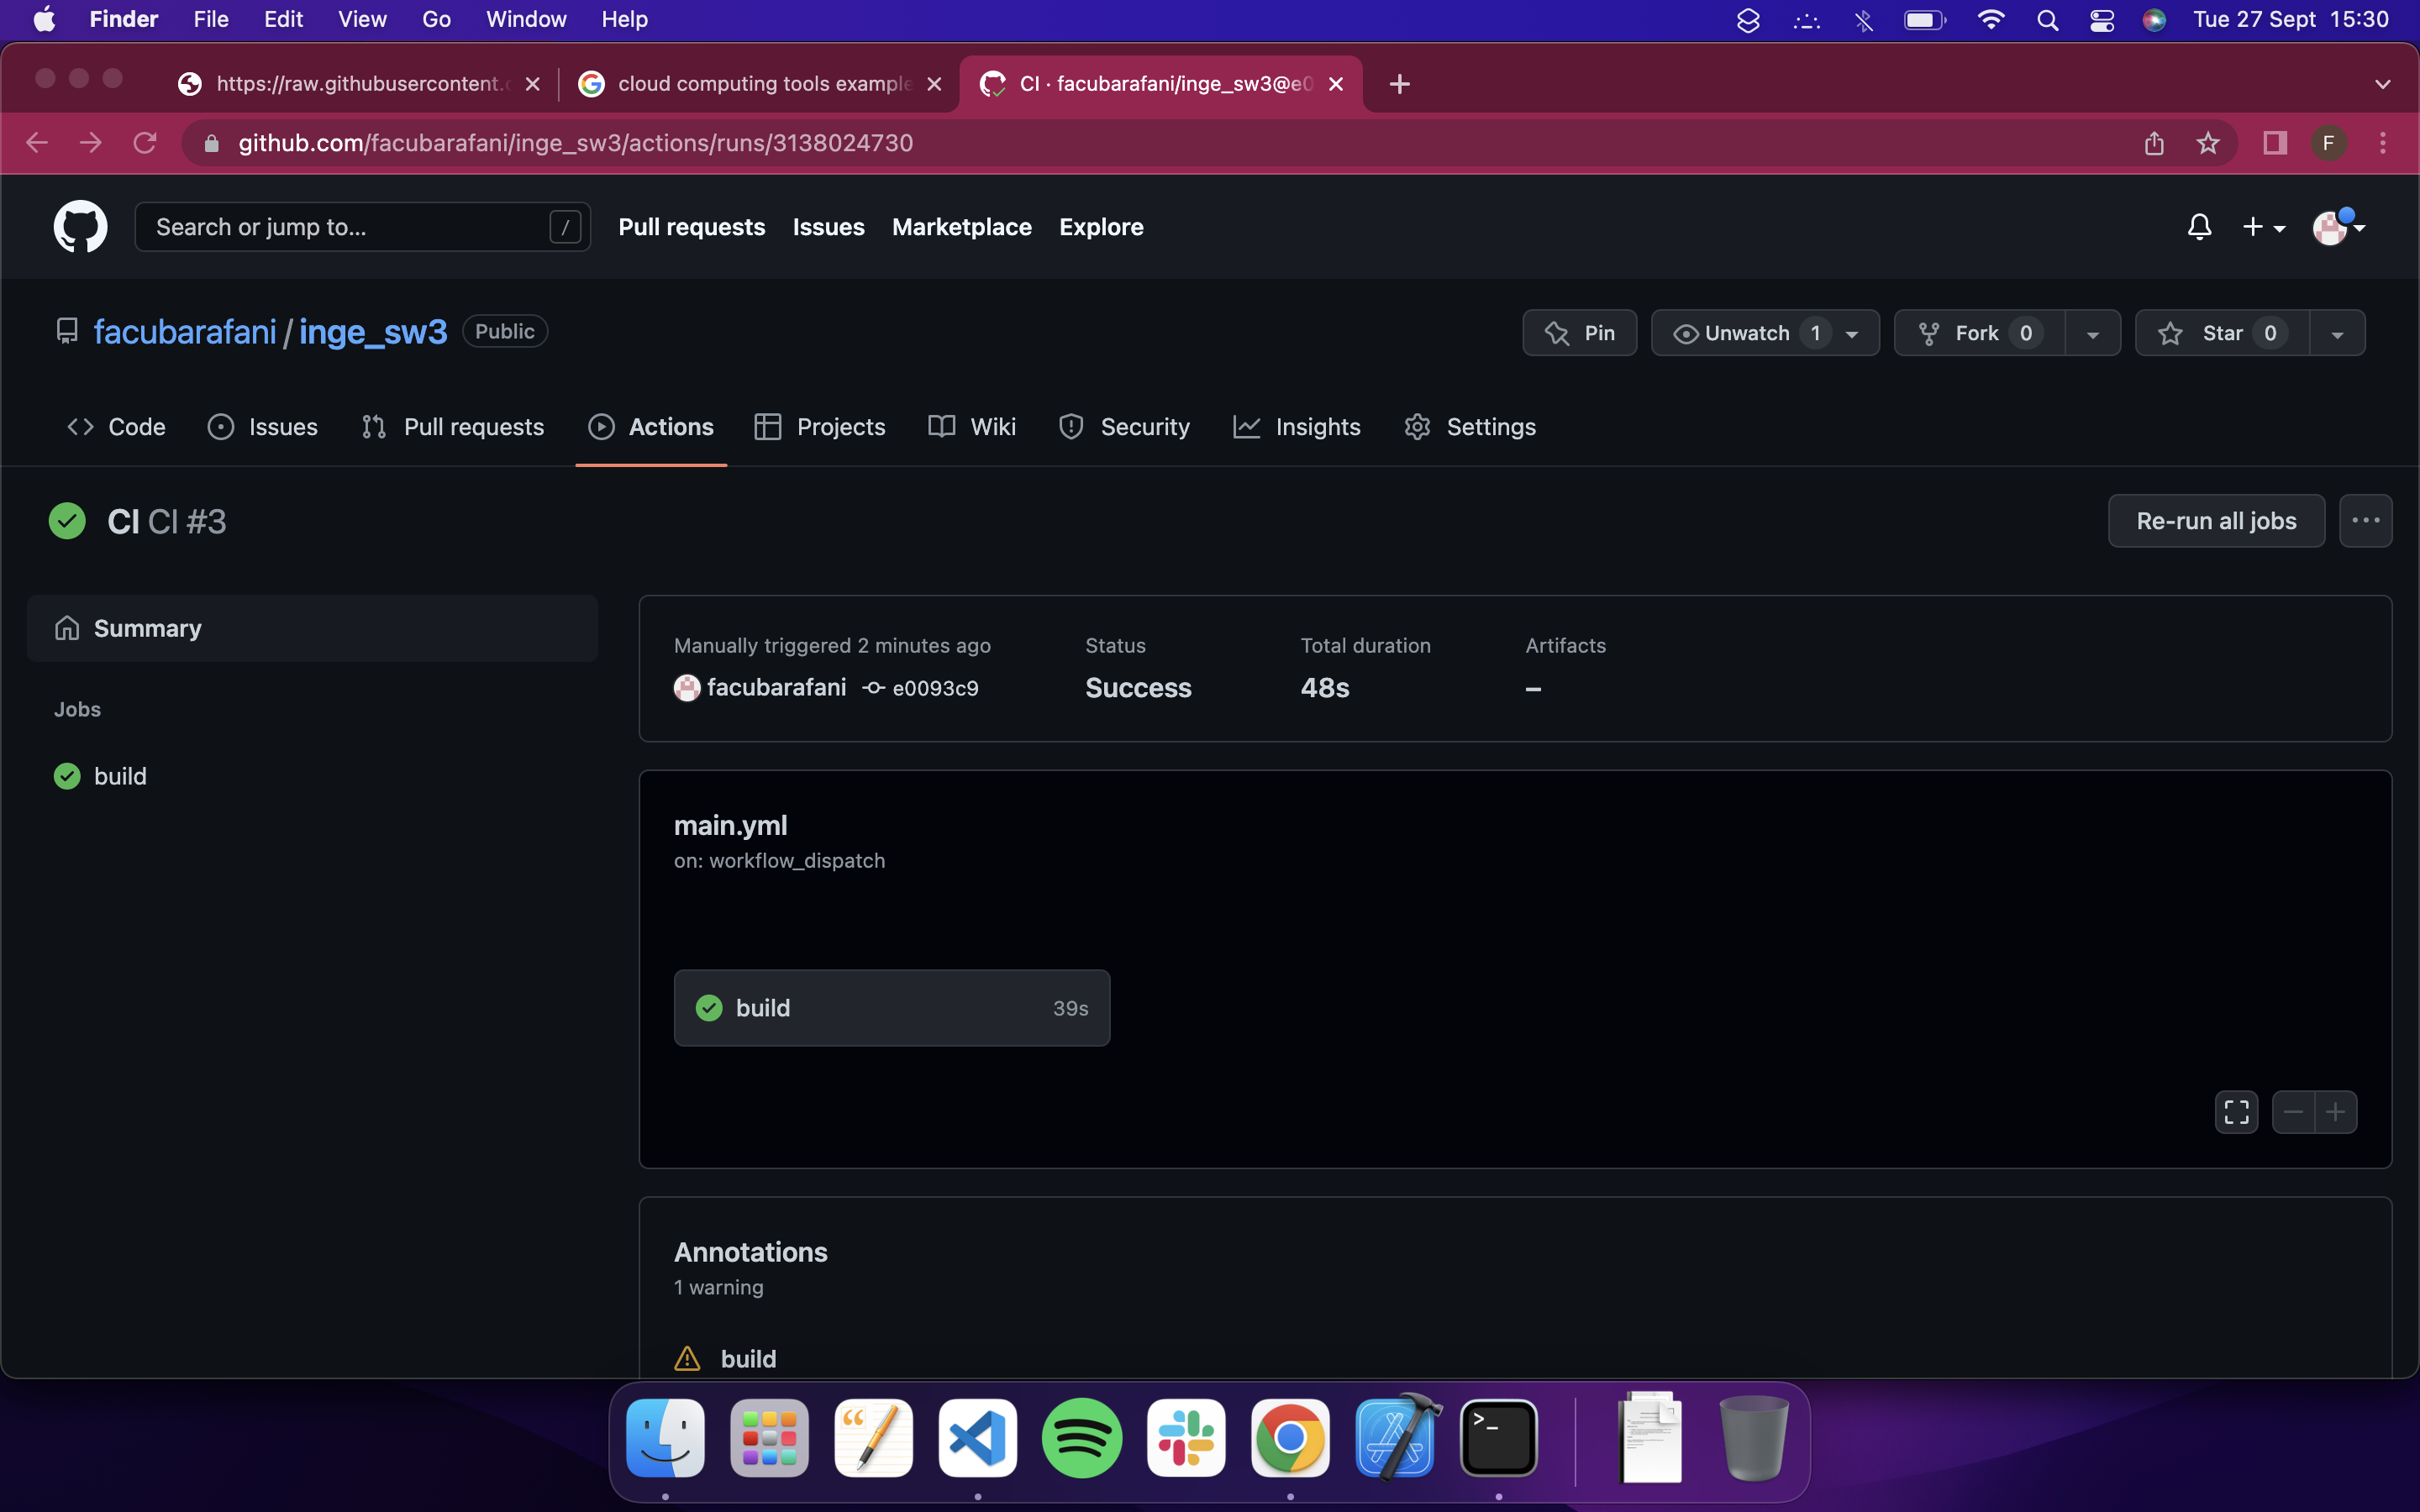 Finder File Edit View Go Window Help Tue 27 Sept 15:30
https://raw.githubusercontent. cloud computing tools example CI · facubarafani/inge_sw3@e0
github.com/facubarafani/inge_sw3/actions/runs/3138024730 F
Search or jump to... / Pull requests Issues Marketplace Explore
facubarafani / inge_sw3 Public Pin Unwatch 1 Fork 0 Star 0
Code Issues Pull requests Actions Projects Wiki Security Insights Settings
CI CI #3 Re-run all jobs
Summary
Manually triggered 2 minutes ago Status Total duration Artifacts
facubarafani e0093c9 Success 48s –
Jobs
build
main.yml
on: workflow_dispatch
build 39s
Annotations
1 warning
build